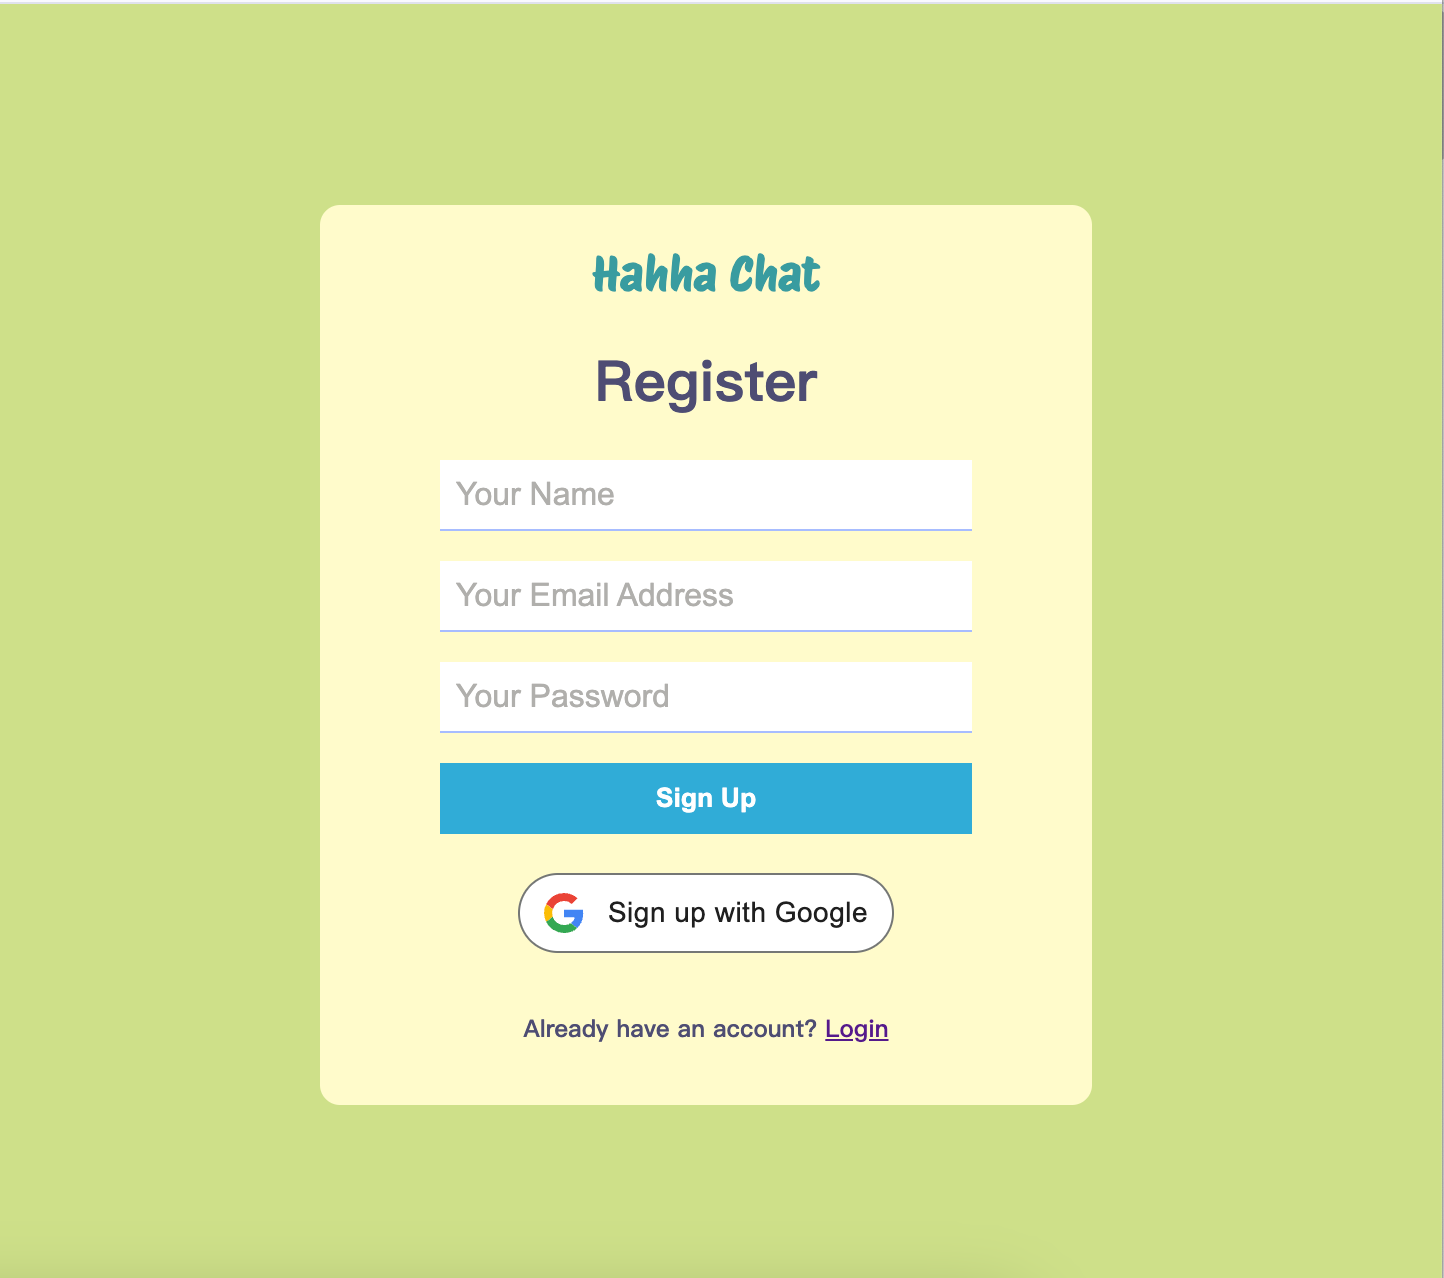 Hahha Chat
Register
Your Name
Your Email Address
Your Password
Sign Up
Sign up with Google
Already have an account? Login